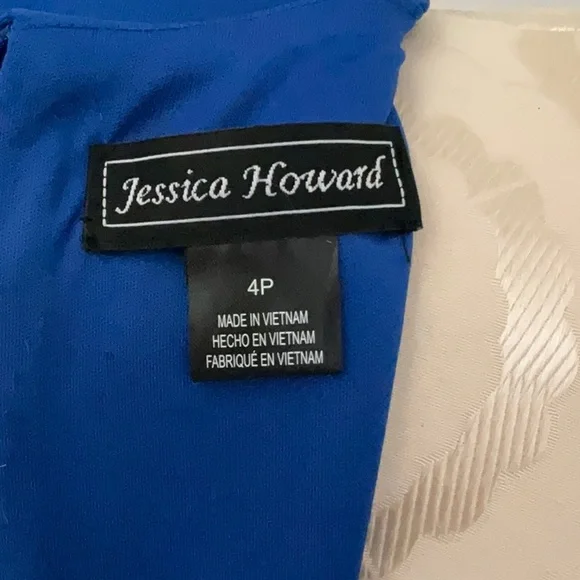 Jessica Howard
4P
MADE IN VIETNAM
HECHO EN VIETNAM
FABRIQUÉ EN VIETNAM